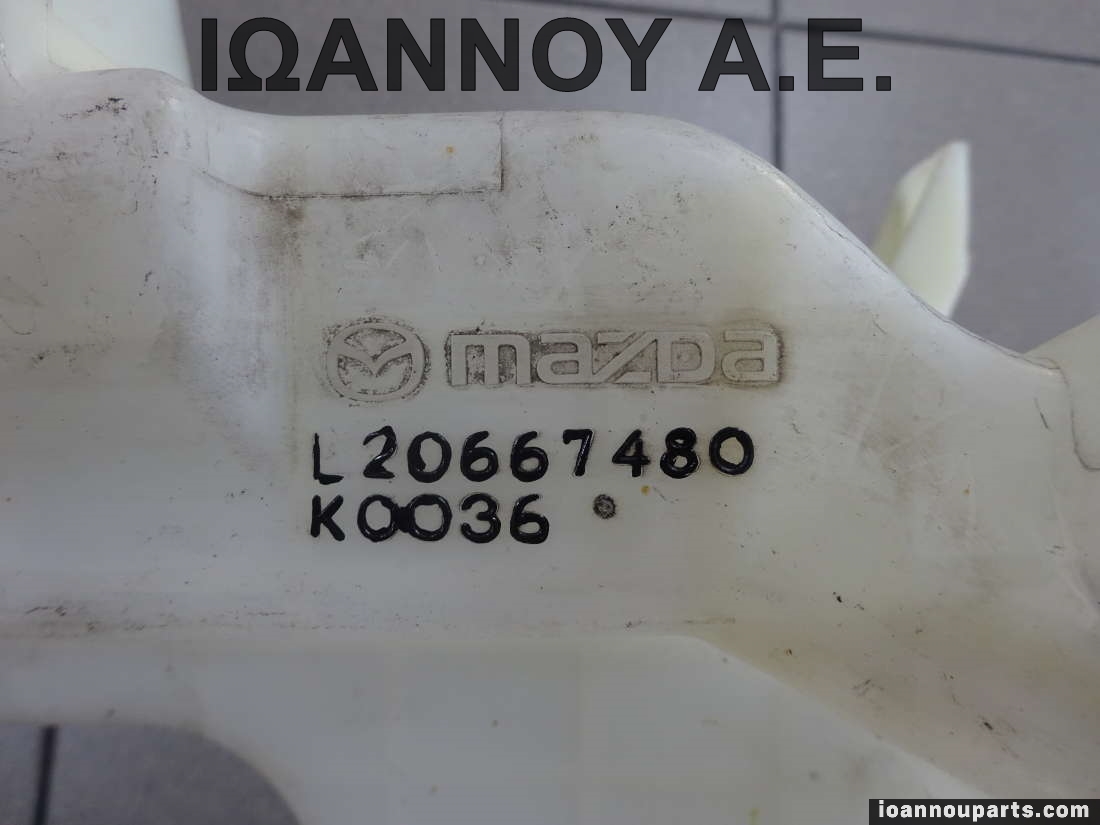 ΙΩΑΝΝΟΥ Α.Ε.
mazda
L20667480
K0036
ioannouparts.com